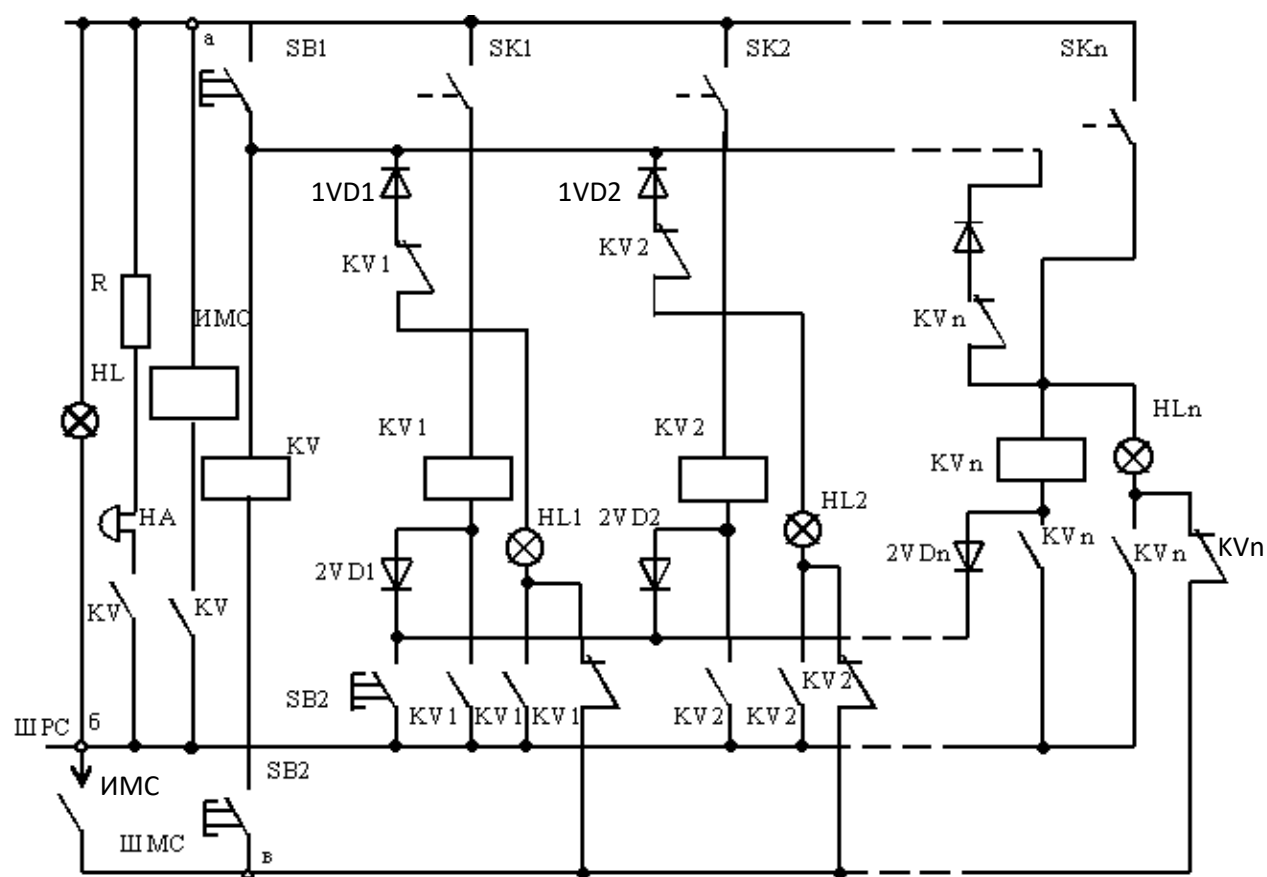 а
SB1
SK1
SK2
SKn
1VD1
1VD2
KV1
KV2
KVn
R
ИМС
HL
KV
KV1
KV2
KVn
HLn
HA
HL1
2VD2
HL2
2VD1
2VDn
KVn
KVn
KVn
KV
KV
SB2
KV1
KV1
KV1
KV2
KV2
KV2
ШРС
б
SB2
ИМС
ШМС
в